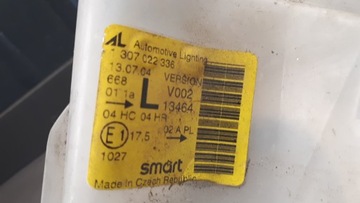 AL Automotive Lighting
1 307 022 336
13.07.04 VERSION
668 L V002
01 1a 13464
04 HC 04 HR
E1 17,5 02 A PL
1027
smart
Made in Czech Republic